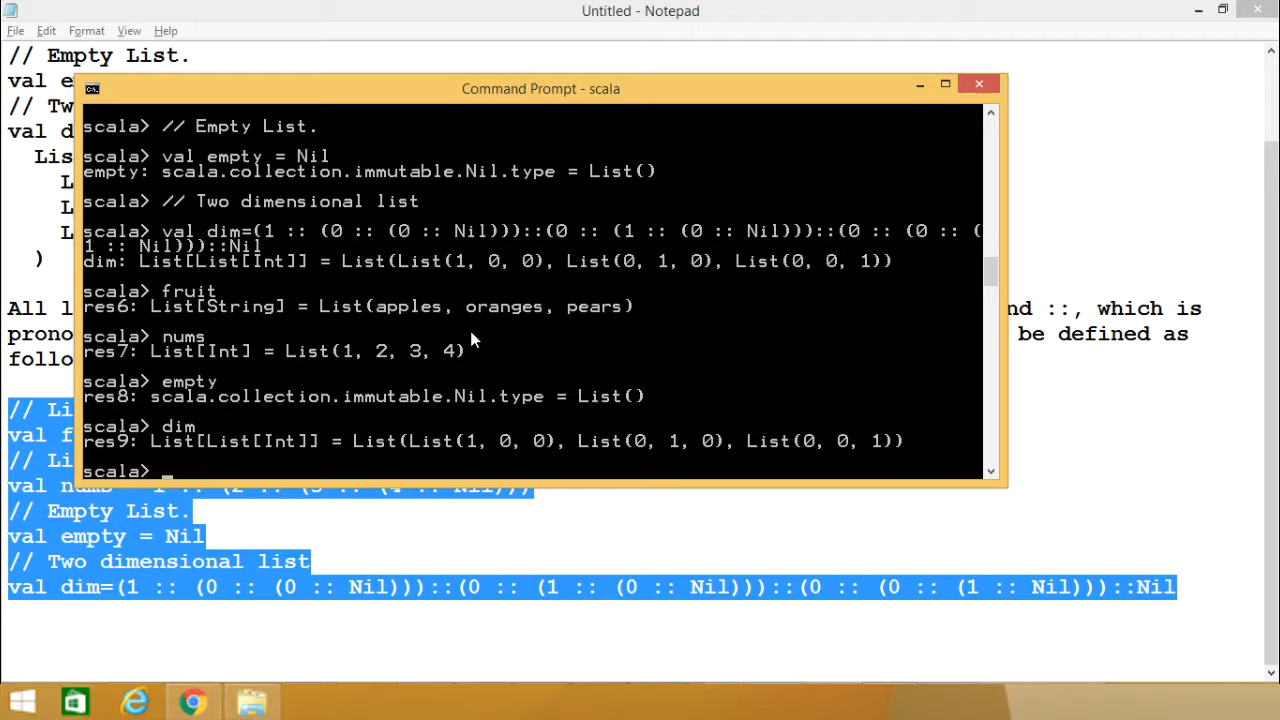 Untitled - Notepad
File Edit Format View Help
// Empty List.
val e
// Tw
val d
Lis
L
L
L
)
All l
nd ::, which is
prono
be defined as
follo
// Li
val f
// Li
val nums = 1 :: (2 :: (3 :: (4 :: Nil)))
// Empty List.
val empty = Nil
// Two dimensional list
val dim=(1 :: (0 :: (0 :: Nil)))::(0 :: (1 :: (0 :: Nil)))::(0 :: (0 :: (1 :: Nil)))::Nil
Command Prompt - scala
scala> // Empty List.
scala> val empty = Nil
empty: scala.collection.immutable.Nil.type = List()
scala> // Two dimensional list
scala> val dim=(1 :: (0 :: (0 :: Nil)))::(0 :: (1 :: (0 :: Nil)))::(0 :: (0 :: (
1 :: Nil)))::Nil
dim: List[List[Int]] = List(List(1, 0, 0), List(0, 1, 0), List(0, 0, 1))
scala> fruit
res6: List[String] = List(apples, oranges, pears)
scala> nums
res7: List[Int] = List(1, 2, 3, 4)
scala> empty
res8: scala.collection.immutable.Nil.type = List()
scala> dim
res9: List[List[Int]] = List(List(1, 0, 0), List(0, 1, 0), List(0, 0, 1))
scala> _